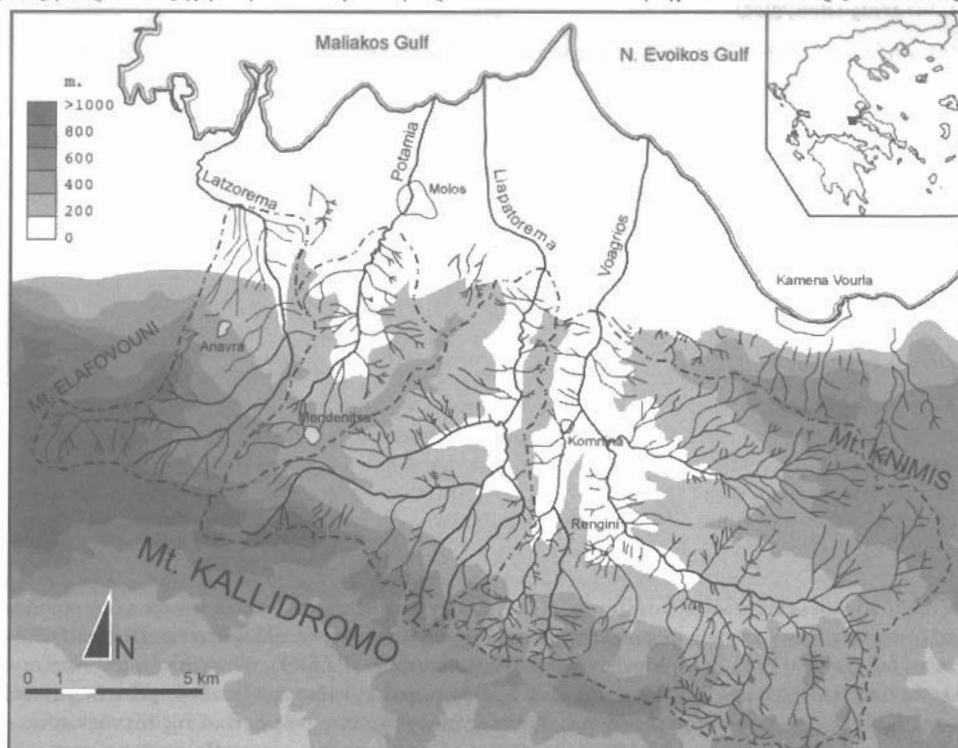 Maliakos Gulf
N. Evoikos Gulf
m.
>1000
800
600
400
200
0
Latzorema
Potamia
Molos
Liapatorema
Voagrios
Kamena Vourla
Mt. ELAFOVOUNI
Anavra
Mendenitsa
Komnina
Mt. KNIMIS
Rengini
Mt. KALLIDROMO
N
0 1 5 km